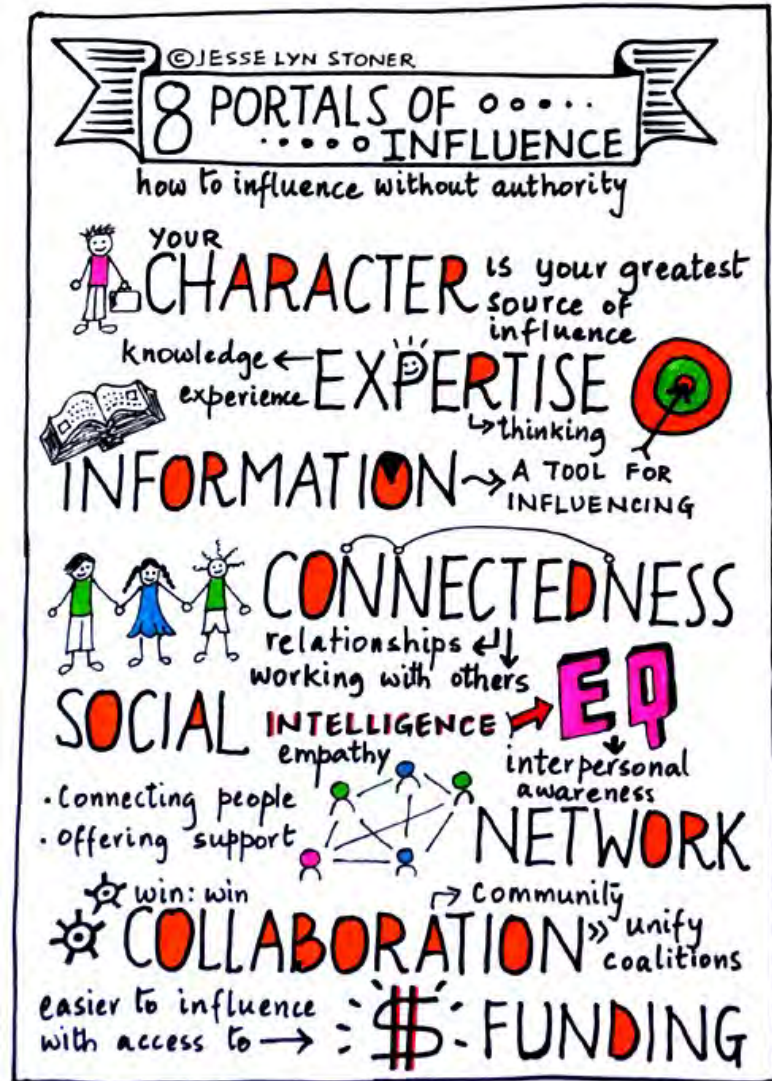 ©JESSE LYN STONER
8 PORTALS OF
INFLUENCE
how to influence without authority
YOUR
CHARACTER is your greatest
source of
influence
knowledge ← EXPERTISE
experience
↳ thinking
INFORMATION → A TOOL FOR
INFLUENCING
CONNECTEDNESS
relationships ↲↓
working with others
SOCIAL INTELLIGENCE → EQ
empathy
interpersonal
awareness
· Connecting people
· Offering support
NETWORK
win: win
COLLABORATION » unify
coalitions
→ Community
easier to influence
with access to → $ FUNDING